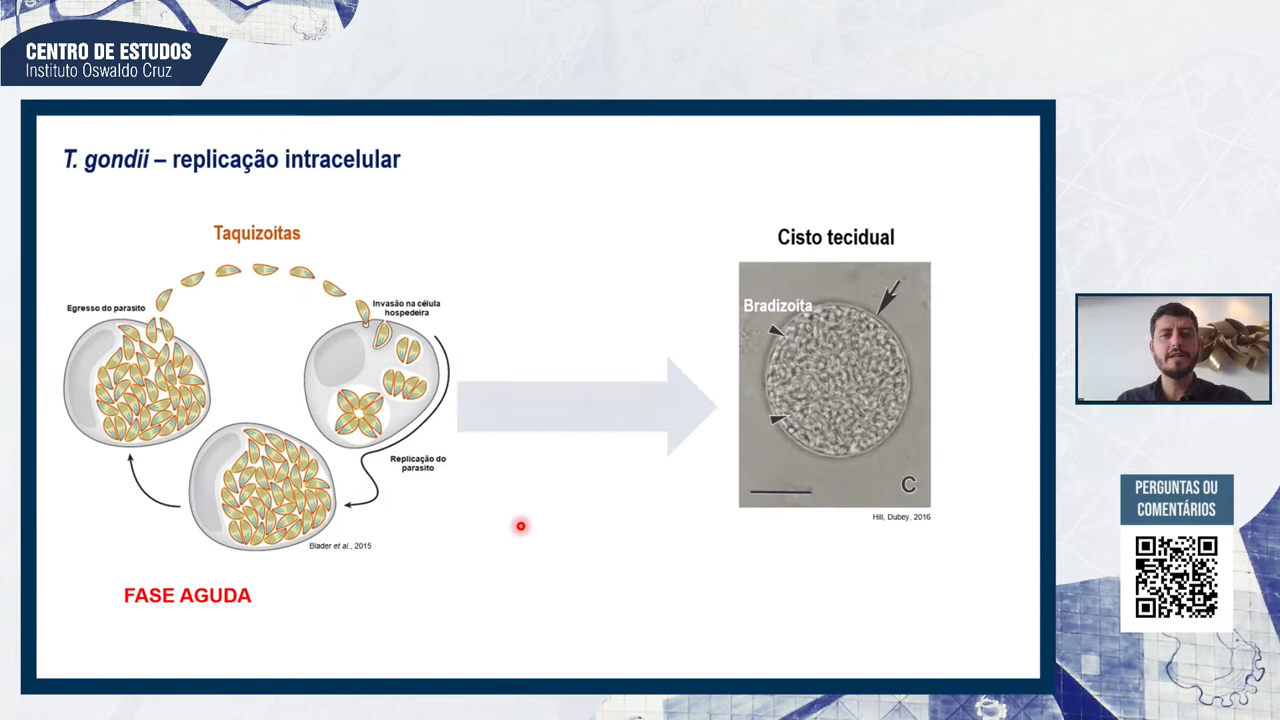 CENTRO DE ESTUDOS
Instituto Oswaldo Cruz
T. gondii – replicação intracelular
Taquizoítas
Egresso do parasito
Invasão na célula
hospedeira
Replicação do
parasito
Blader et al., 2015
FASE AGUDA
Cisto tecidual
Bradizoíta
C
Hill, Dubey, 2016
PERGUNTAS OU
COMENTÁRIOS